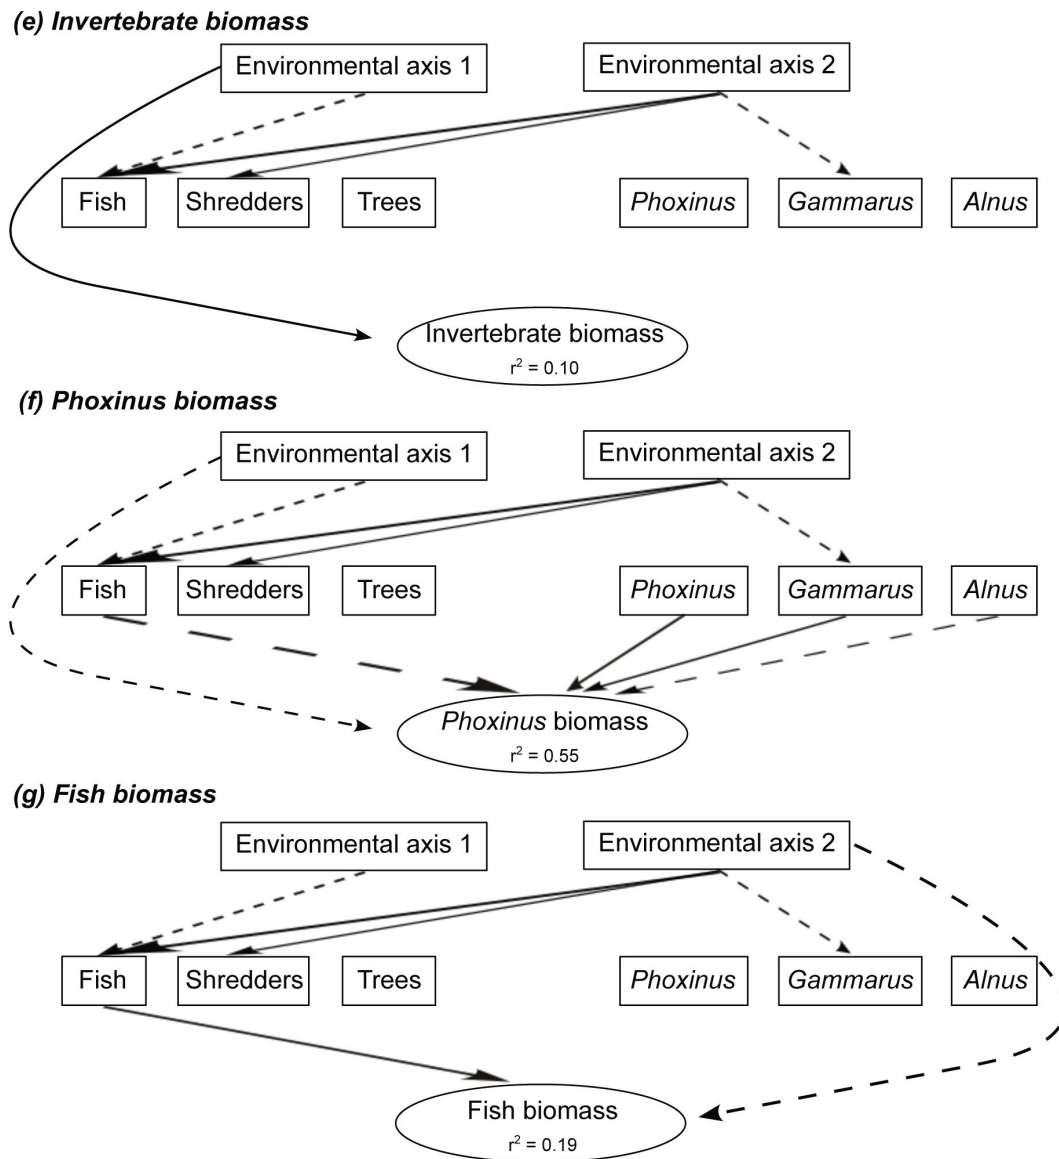 (e) Invertebrate biomass
Environmental axis 1 Environmental axis 2
Fish Shredders Trees Phoxinus Gammarus Alnus
Invertebrate biomass
r² = 0.10
(f) Phoxinus biomass
Environmental axis 1 Environmental axis 2
Fish Shredders Trees Phoxinus Gammarus Alnus
Phoxinus biomass
r² = 0.55
(g) Fish biomass
Environmental axis 1 Environmental axis 2
Fish Shredders Trees Phoxinus Gammarus Alnus
Fish biomass
r² = 0.19